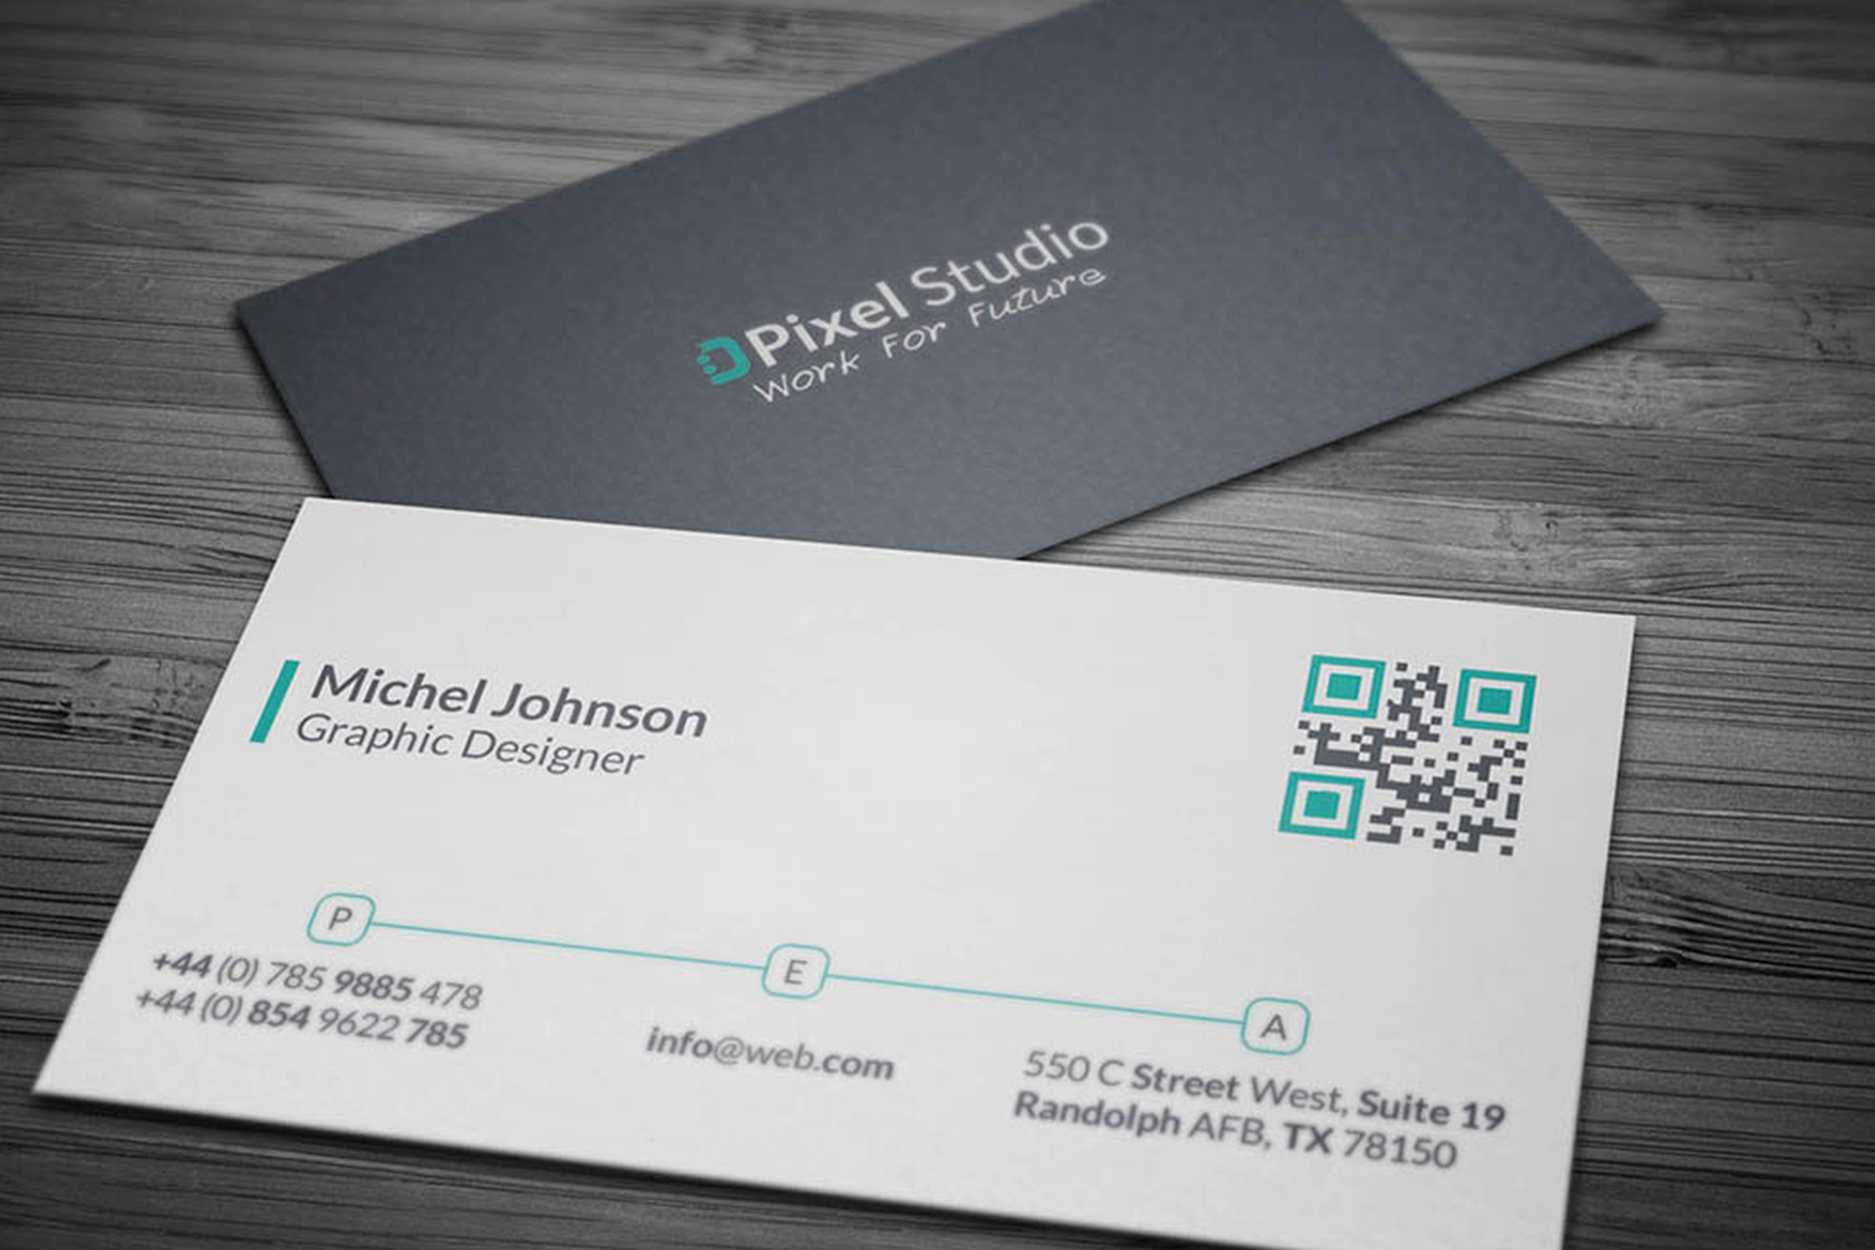 Pixel Studio
Work For Future
Michel Johnson
Graphic Designer
P
+44 (0) 785 9885 478
+44 (0) 854 9622 785
E
info@web.com
A
550 C Street West, Suite 19
Randolph AFB, TX 78150